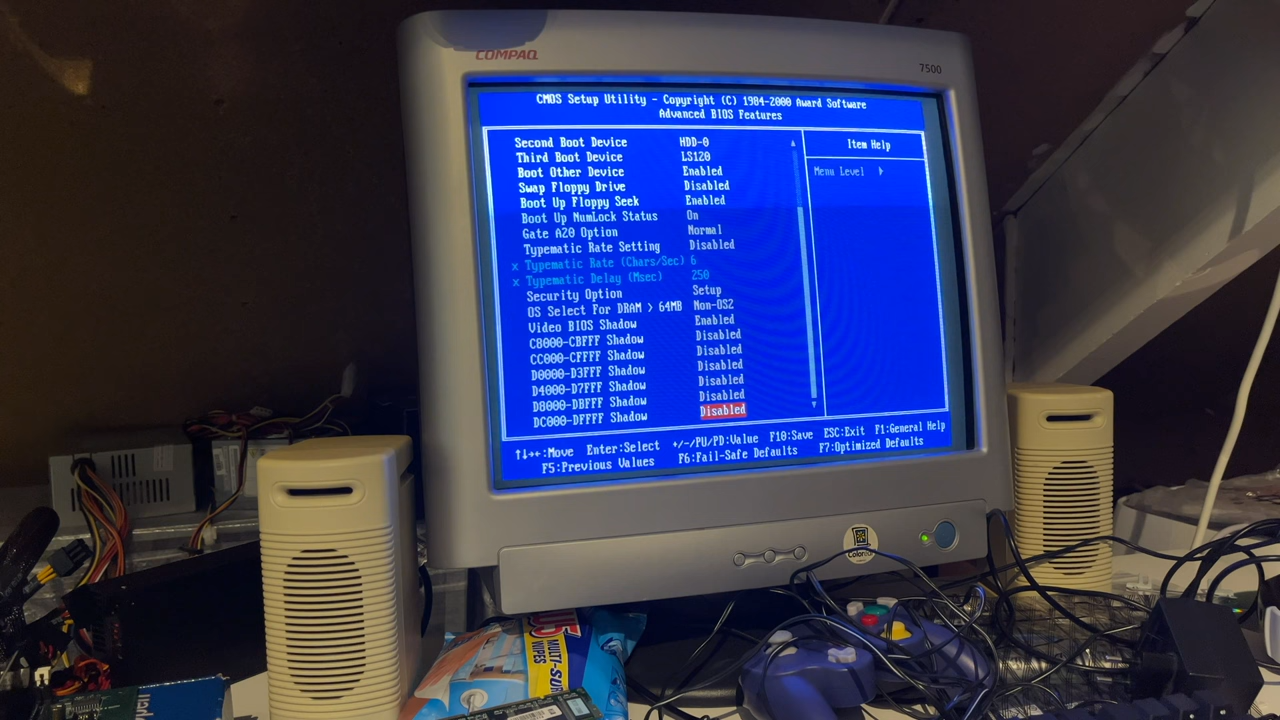 COMPAQ
7500
CMOS Setup Utility - Copyright (C) 1984-2000 Award Software
Advanced BIOS Features
Second Boot Device HDD-0
Third Boot Device LS120
Boot Other Device Enabled
Swap Floppy Drive Disabled
Boot Up Floppy Seek Enabled
Boot Up NumLock Status On
Gate A20 Option Normal
Typematic Rate Setting Disabled
x Typematic Rate (Chars/Sec) 6
x Typematic Delay (Msec) 250
Security Option Setup
OS Select For DRAM > 64MB Non-OS2
Video BIOS Shadow Enabled
C8000-CBFFF Shadow Disabled
CC000-CFFFF Shadow Disabled
D0000-D3FFF Shadow Disabled
D4000-D7FFF Shadow Disabled
D8000-DBFFF Shadow Disabled
DC000-DFFFF Shadow Disabled
Item Help
Menu Level ▶
↑↓→←:Move Enter:Select +/-/PU/PD:Value F10:Save ESC:Exit F1:General Help
F5:Previous Values F6:Fail-Safe Defaults F7:Optimized Defaults
MULTI-SUR
WIPES